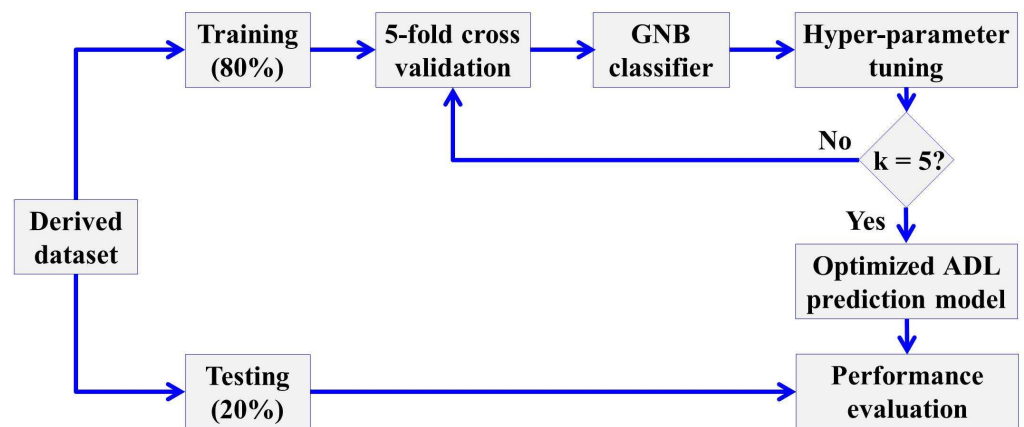 Training
(80%)
5-fold cross
validation
GNB
classifier
Hyper-parameter
tuning
No
k = 5?
Yes
Derived
dataset
Optimized ADL
prediction model
Testing
(20%)
Performance
evaluation